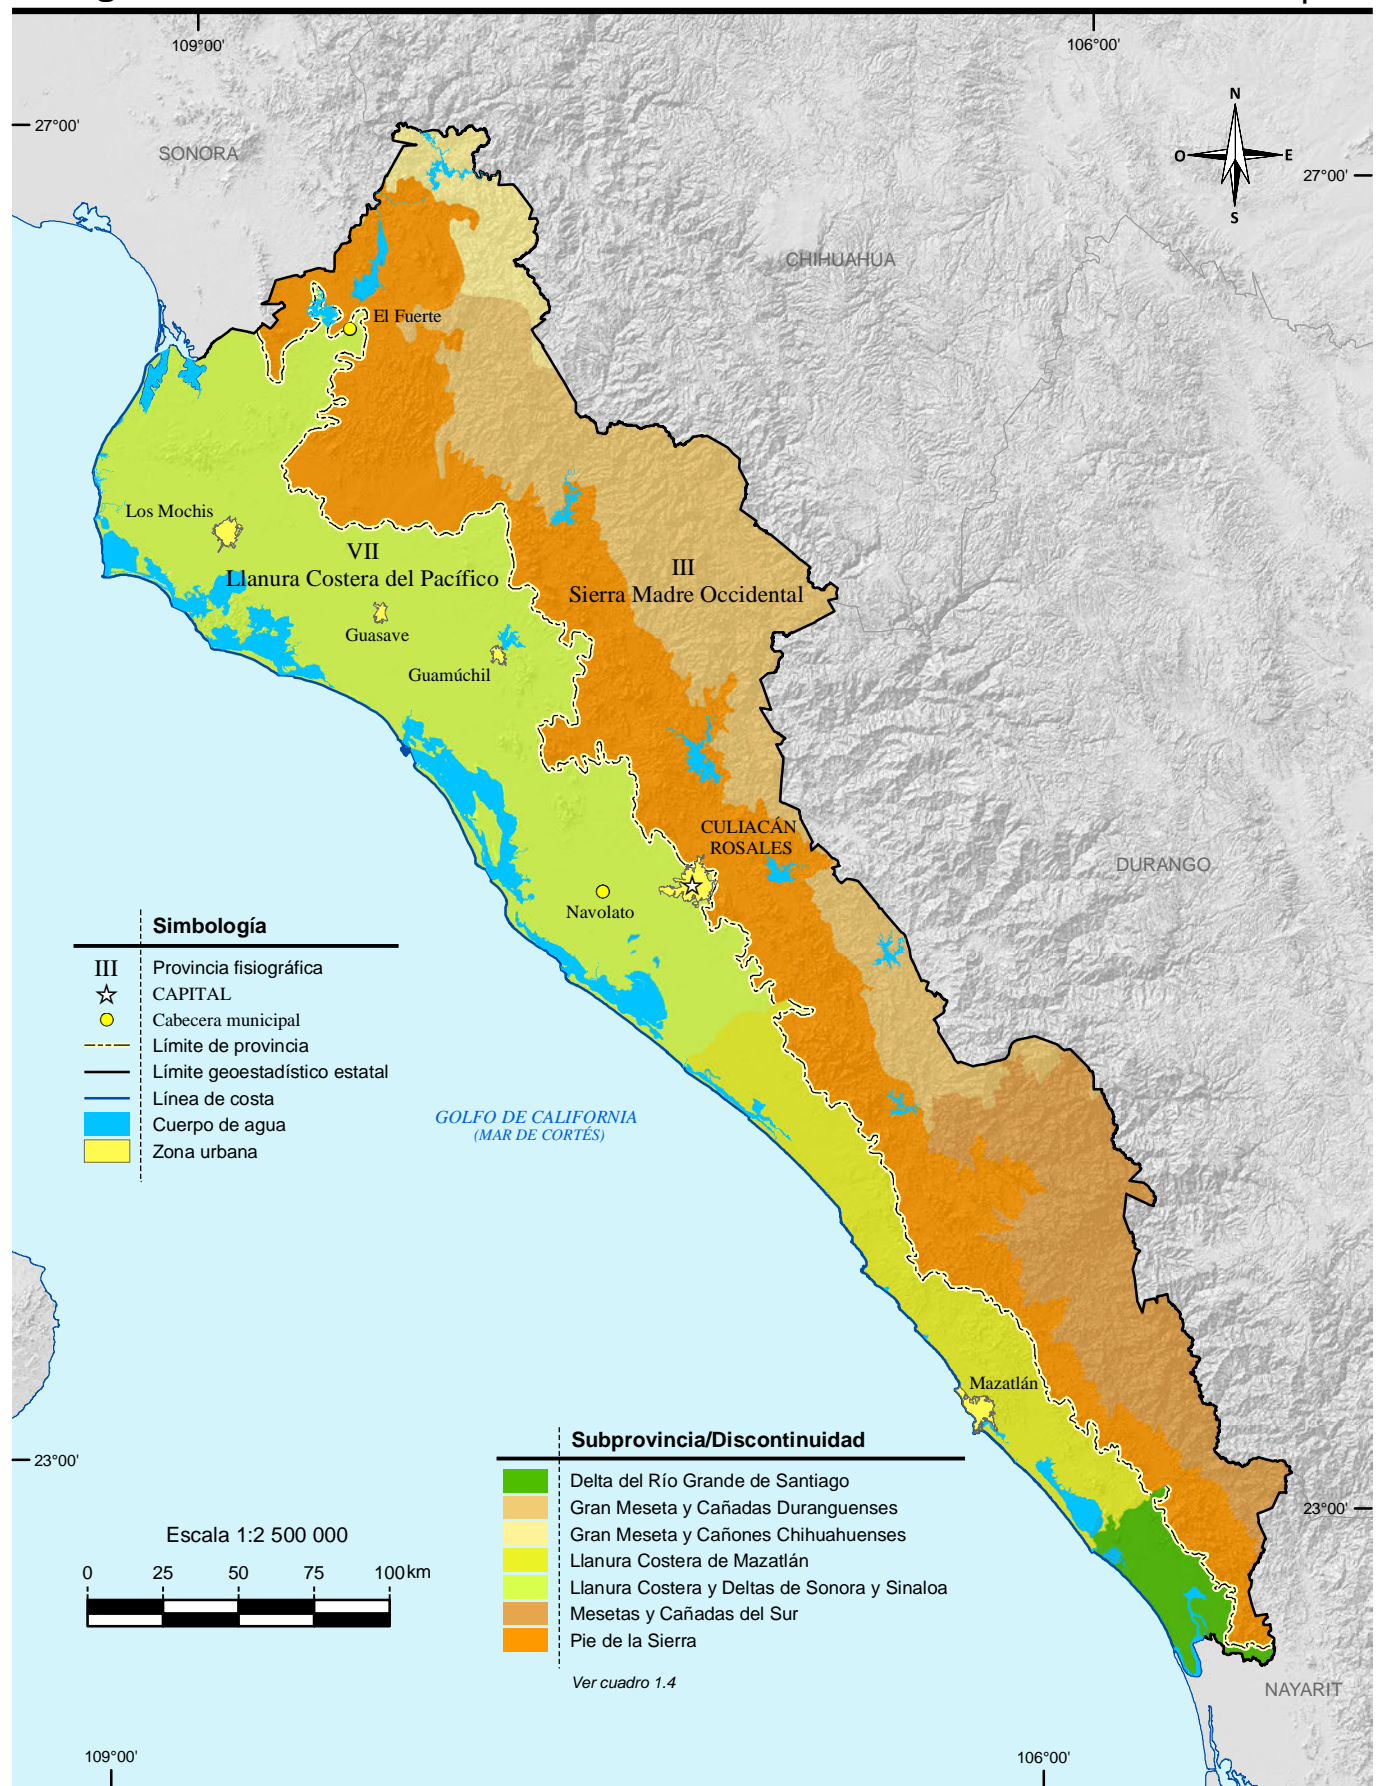 109°00'
106°00'
27°00'
SONORA
N
O
E
S
27°00'
CHIHUAHUA
El Fuerte
Los Mochis
VII
Llanura Costera del Pacífico
III
Sierra Madre Occidental
Guasave
Guamúchil
CULIACÁN
ROSALES
DURANGO
Navolato
Simbología
III Provincia fisiográfica
CAPITAL
Cabecera municipal
Límite de provincia
Límite geoestadístico estatal
Línea de costa
Cuerpo de agua
Zona urbana
GOLFO DE CALIFORNIA
(MAR DE CORTÉS)
Mazatlán
23°00'
Subprovincia/Discontinuidad
Delta del Río Grande de Santiago
Gran Meseta y Cañadas Duranguenses
Gran Meseta y Cañones Chihuahuenses
Llanura Costera de Mazatlán
Llanura Costera y Deltas de Sonora y Sinaloa
Mesetas y Cañadas del Sur
Pie de la Sierra
Ver cuadro 1.4
23°00'
Escala 1:2 500 000
0 25 50 75 100 km
NAYARIT
109°00'
106°00'